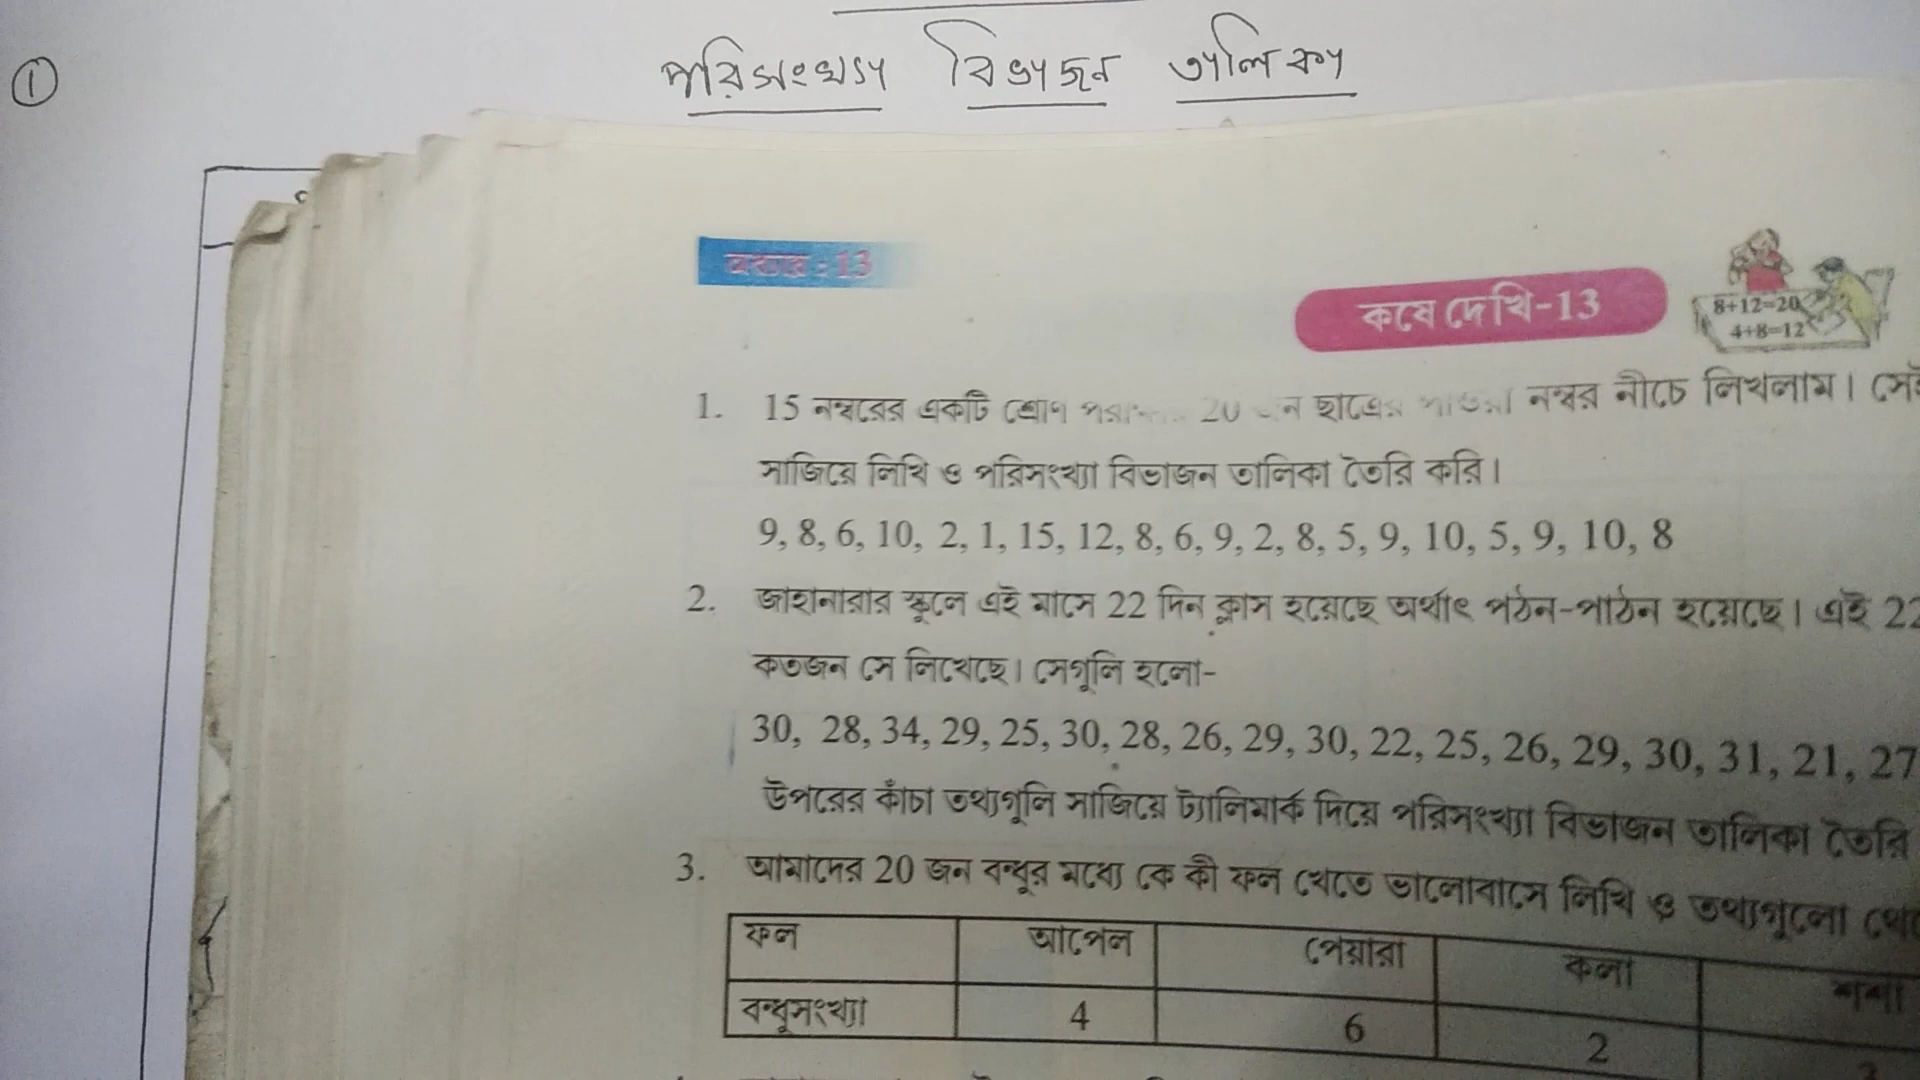 ①
পরিসংখ্যা বিভাজন তালিকা
অধ্যায় : 13
কষে দেখি-13
8+12=20
4+8=12
1. 15 নম্বরের একটি শ্রেণি 20 ছাত্রের নম্বর নীচে লিখলাম। সেই
সাজিয়ে লিখি ও পরিসংখ্যা বিভাজন তালিকা তৈরি করি।
9, 8, 6, 10, 2, 1, 15, 12, 8, 6, 9, 2, 8, 5, 9, 10, 5, 9, 10, 8
2. জাহানারার স্কুলে এই মাসে 22 দিন ক্লাস হয়েছে অর্থাৎ পঠন-পাঠন হয়েছে। এই 22
কতজন সে লিখেছে। সেগুলি হলো-
30, 28, 34, 29, 25, 30, 28, 26, 29, 30, 22, 25, 26, 29, 30, 31, 21, 27
উপরের কাঁচা তথ্যগুলি সাজিয়ে ট্যালিমার্ক দিয়ে পরিসংখ্যা বিভাজন তালিকা তৈরি
3. আমাদের 20 জন বন্ধুর মধ্যে কে কী ফল খেতে ভালোবাসে লিখি ও তথ্যগুলো
ফল আপেল পেয়ারা কলা শশা
বন্ধুসংখ্যা 4 6 2